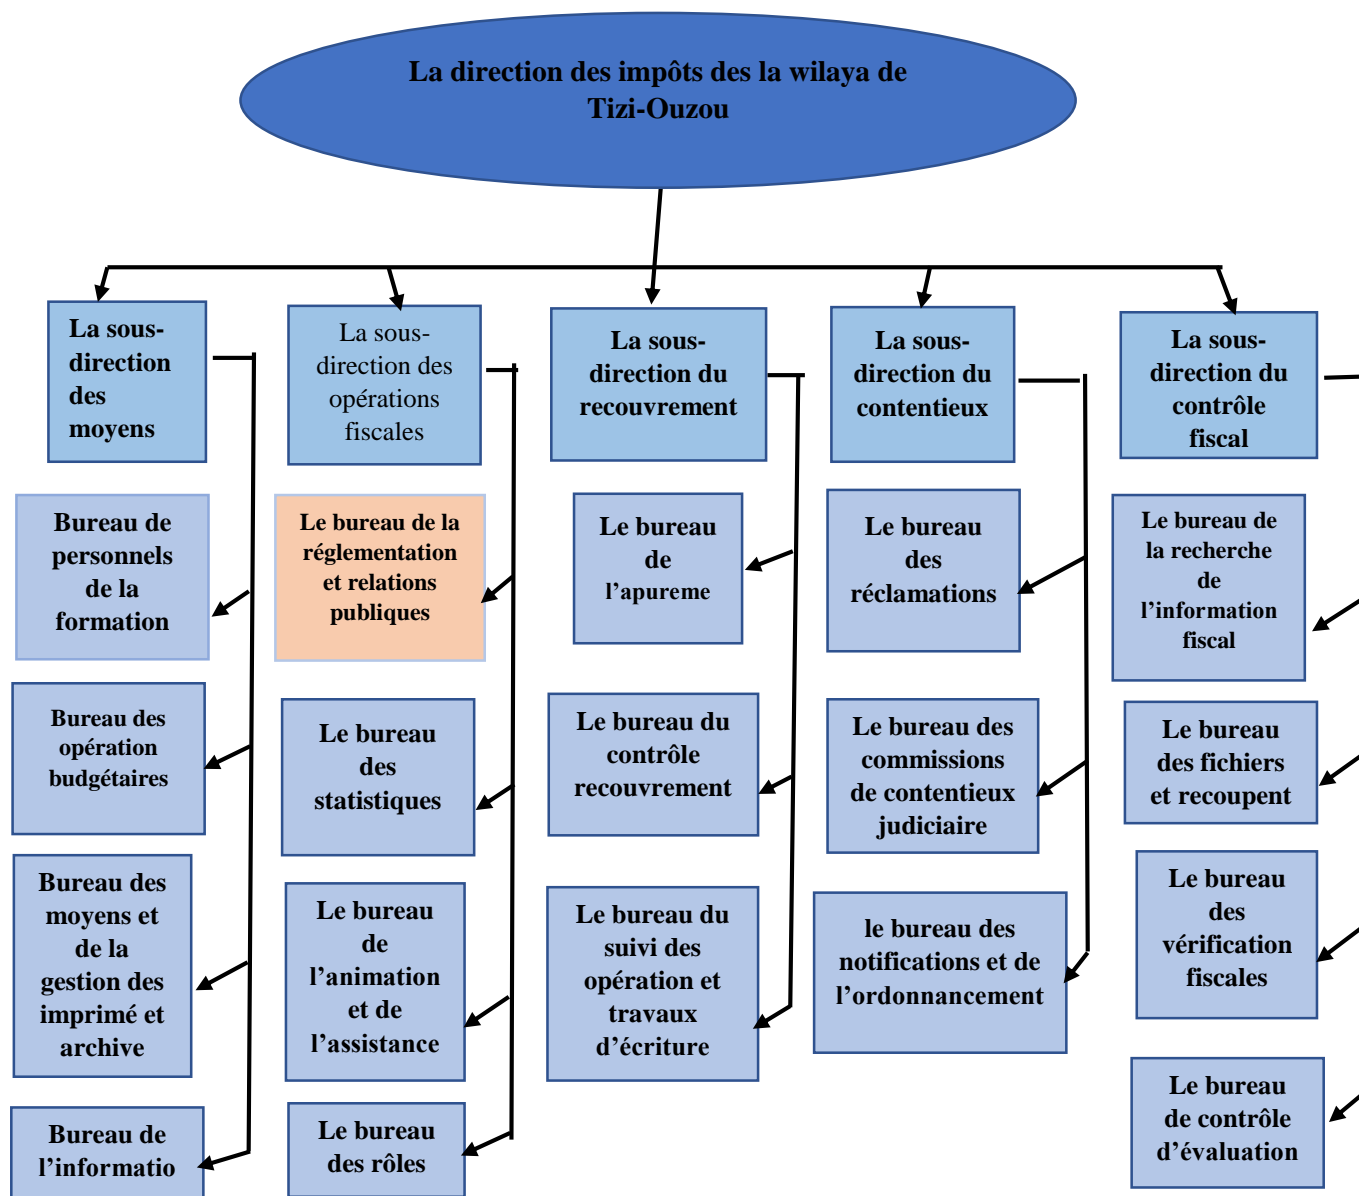 La direction des impôts des la wilaya de
Tizi-Ouzou
La sous-
direction
des
moyens
La sous-
direction des
opérations
fiscales
La sous-
direction du
recouvrement
La sous-
direction du
contentieux
La sous-
direction du
contrôle
fiscal
Bureau de
personnels
de la
formation
Le bureau de la
réglementation
et relations
publiques
Le bureau
de
l’apureme
Le bureau
des
réclamations
Le bureau de
la recherche
de
l’information
fiscal
Bureau des
opération
budgétaires
Le bureau
des
statistiques
Le bureau du
contrôle
recouvrement
Le bureau des
commissions
de contentieux
judiciaire
Le bureau
des fichiers
et recoupent
Bureau des
moyens et
de la
gestion des
imprimé et
archive
Le bureau
de
l’animation
et de
l’assistance
Le bureau du
suivi des
opération et
travaux
d’écriture
le bureau des
notifications et de
l’ordonnancement
Le bureau
des
vérification
fiscales
Bureau de
l’informatio
Le bureau
des rôles
Le bureau
de contrôle
d’évaluation